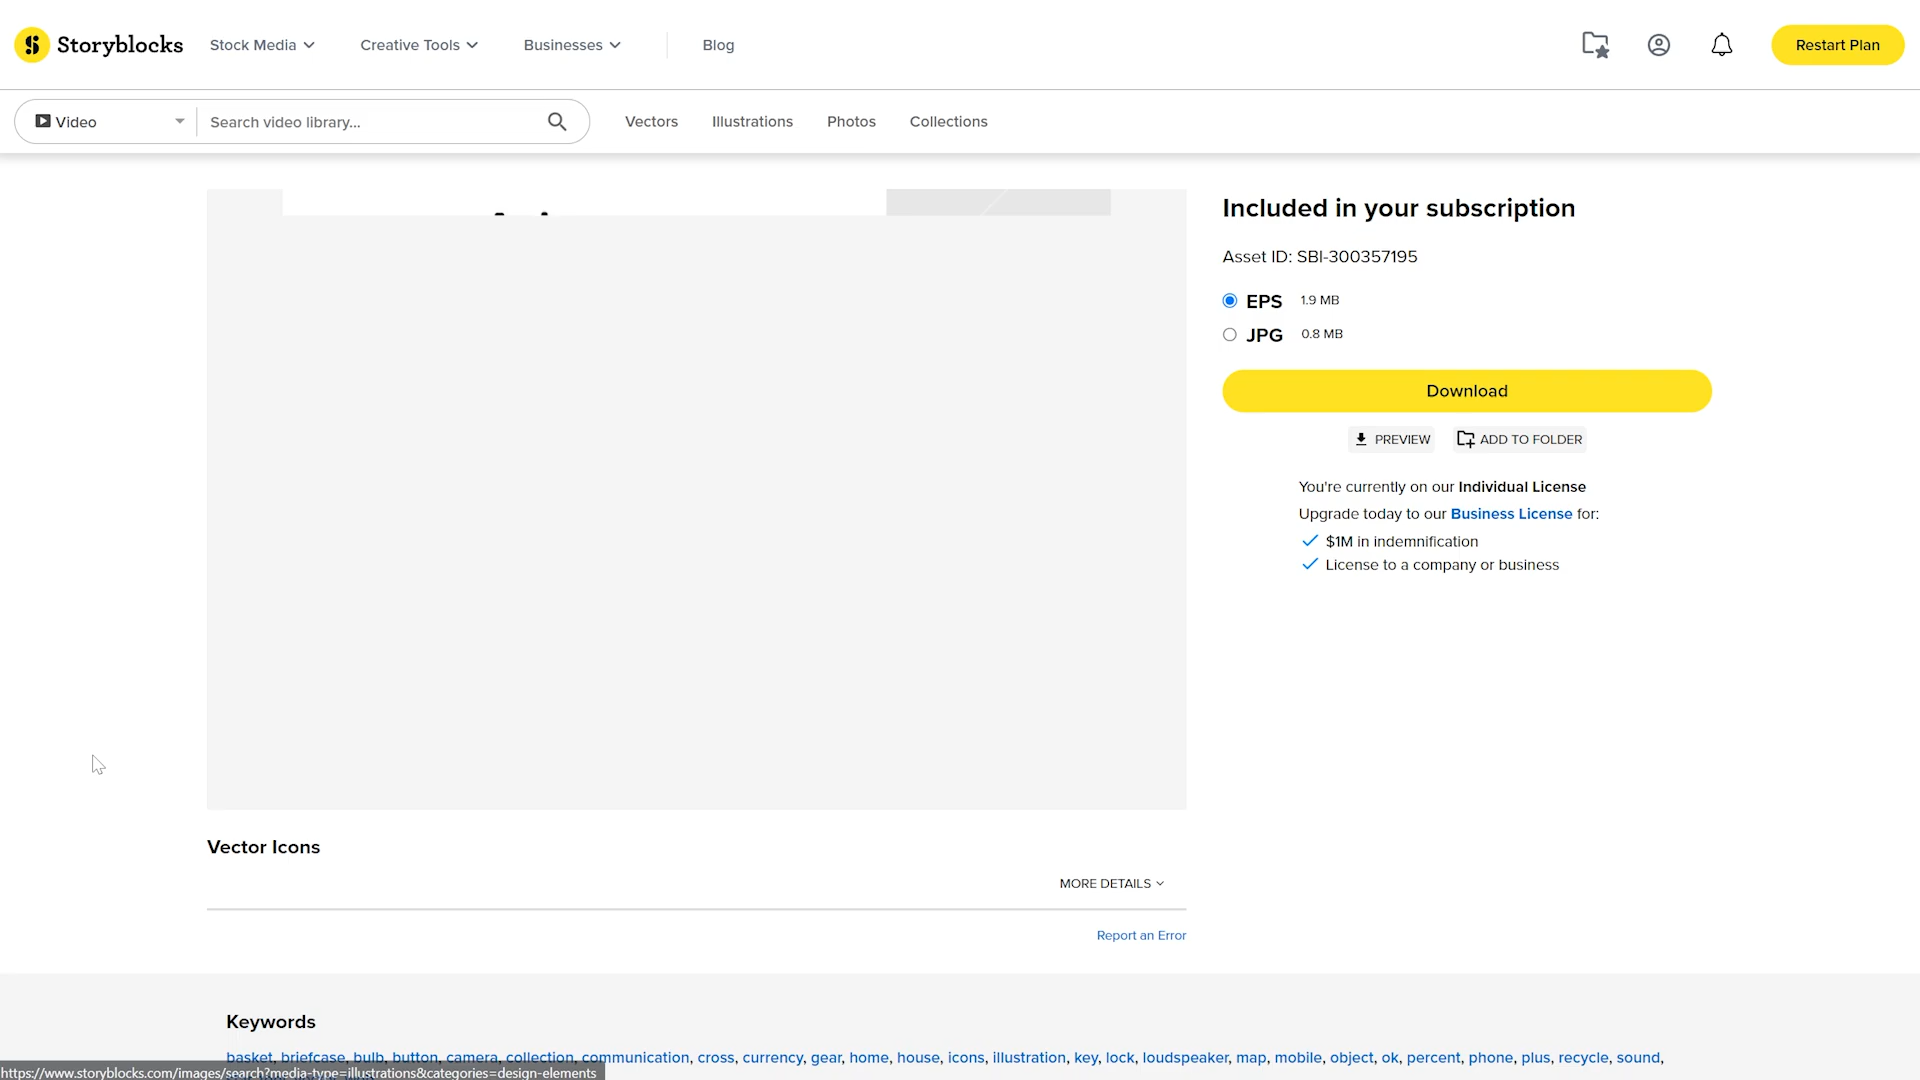 Storyblocks
Stock Media
Creative Tools
Businesses
Blog
Restart Plan
Video
Search video library...
Vectors
Illustrations
Photos
Collections
Included in your subscription
Asset ID: SBI-300357195
EPS 1.9 MB
JPG 0.8 MB
Download
PREVIEW
ADD TO FOLDER
You're currently on our Individual License
Upgrade today to our Business License for:
$1M in indemnification
License to a company or business
Vector Icons
MORE DETAILS
Report an Error
Keywords
basket, briefcase, bulb, button, camera, collection, communication, cross, currency, gear, home, house, icons, illustration, key, lock, loudspeaker, map, mobile, object, ok, percent, phone, plus, recycle, sound,
https://www.storyblocks.com/images/search?media-type=illustrations&categories=design-elements